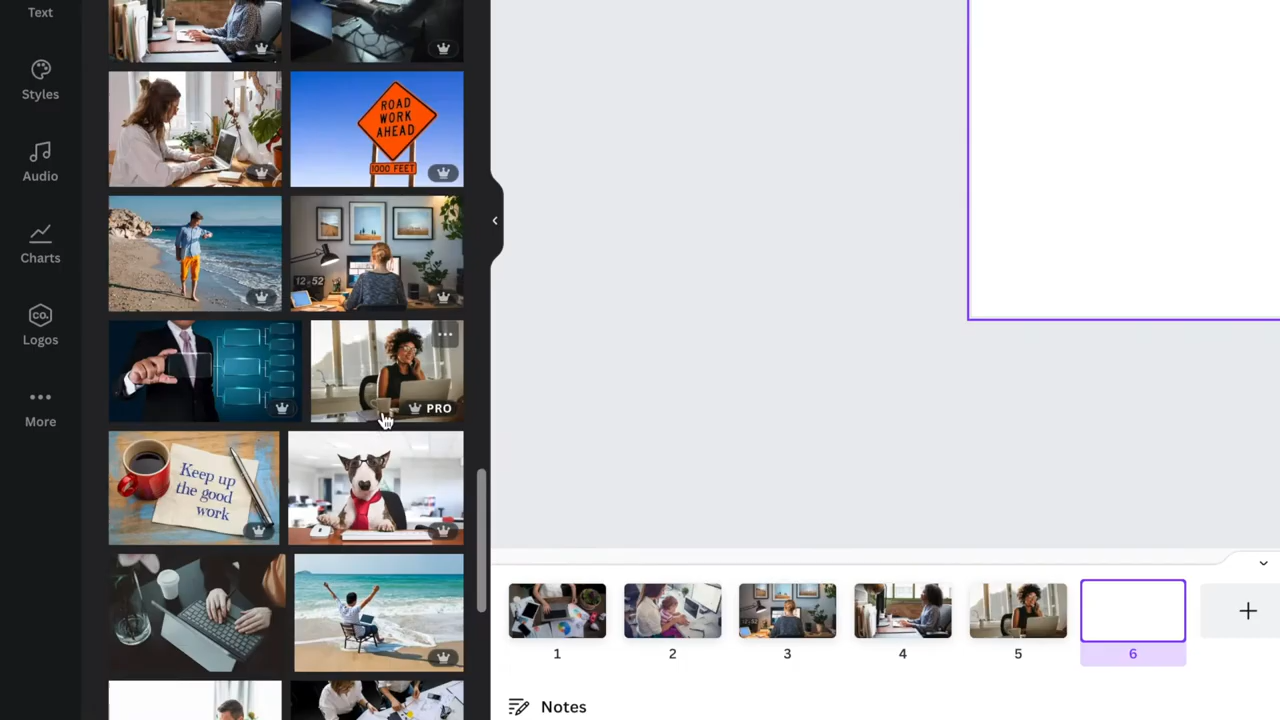 Text
Styles
Audio
Charts
CO.
Logos
More
ROAD
WORK
AHEAD
1000 FEET
12:52
PRO
Keep up
the good
work
1
2
3
4
5
6
Notes